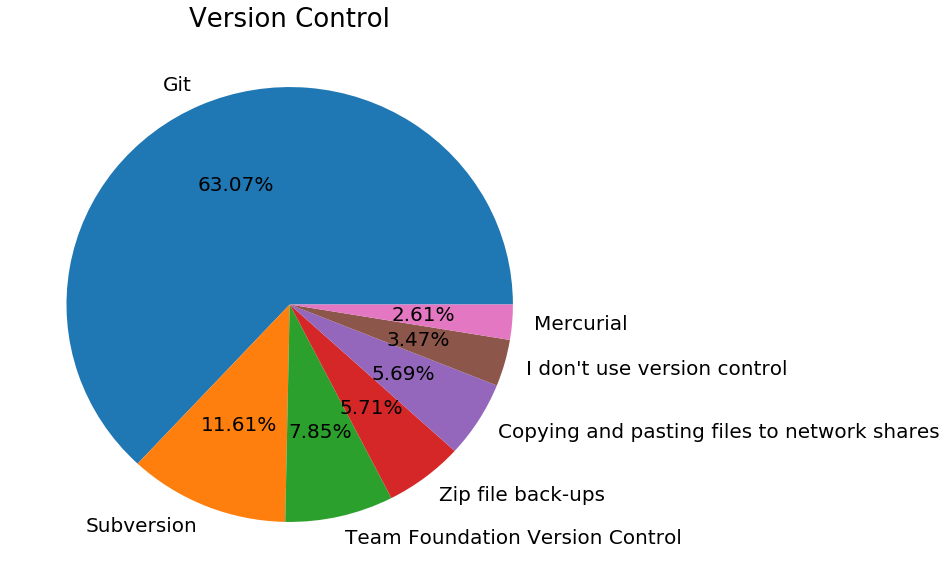 Version Control
Git
63.07%
2.61%
Mercurial
3.47%
I don't use version control
5.69%
Copying and pasting files to network shares
5.71%
Zip file back-ups
7.85%
Team Foundation Version Control
11.61%
Subversion